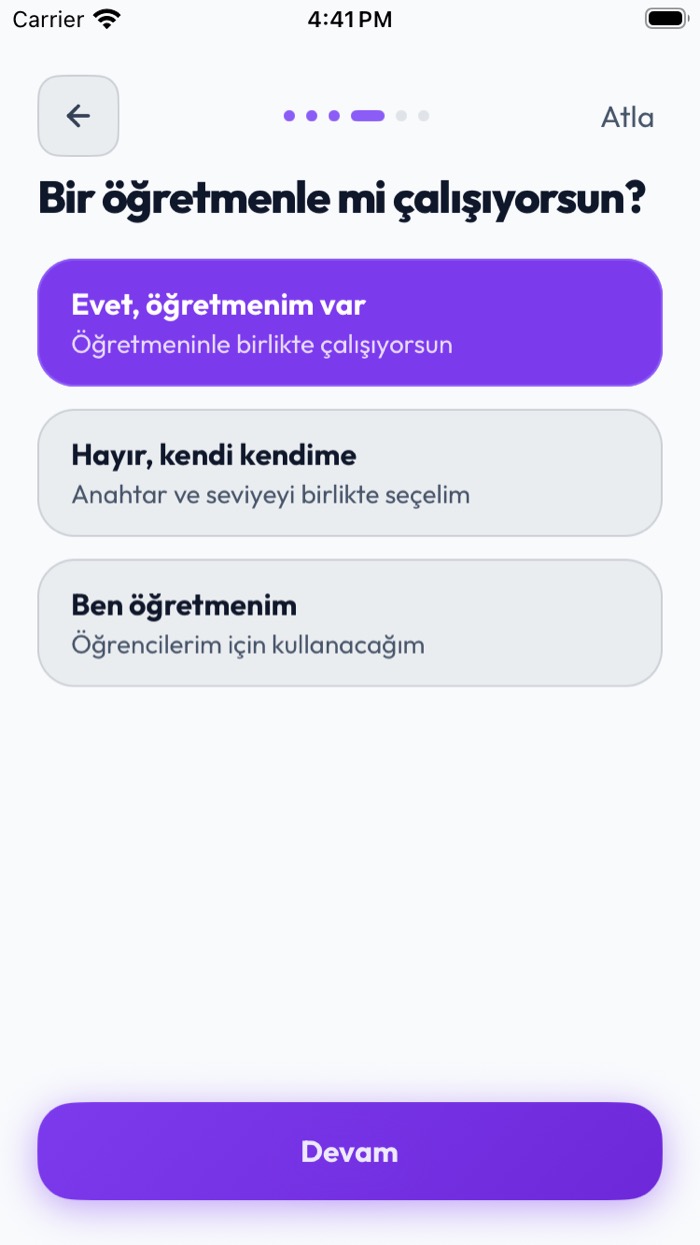 Carrier 4:41 PM
Atla
Bir öğretmenle mi çalışıyorsun?
Evet, öğretmenim var
Öğretmeninle birlikte çalışıyorsun
Hayır, kendi kendime
Anahtar ve seviyeyi birlikte seçelim
Ben öğretmenim
Öğrencilerim için kullanacağım
Devam